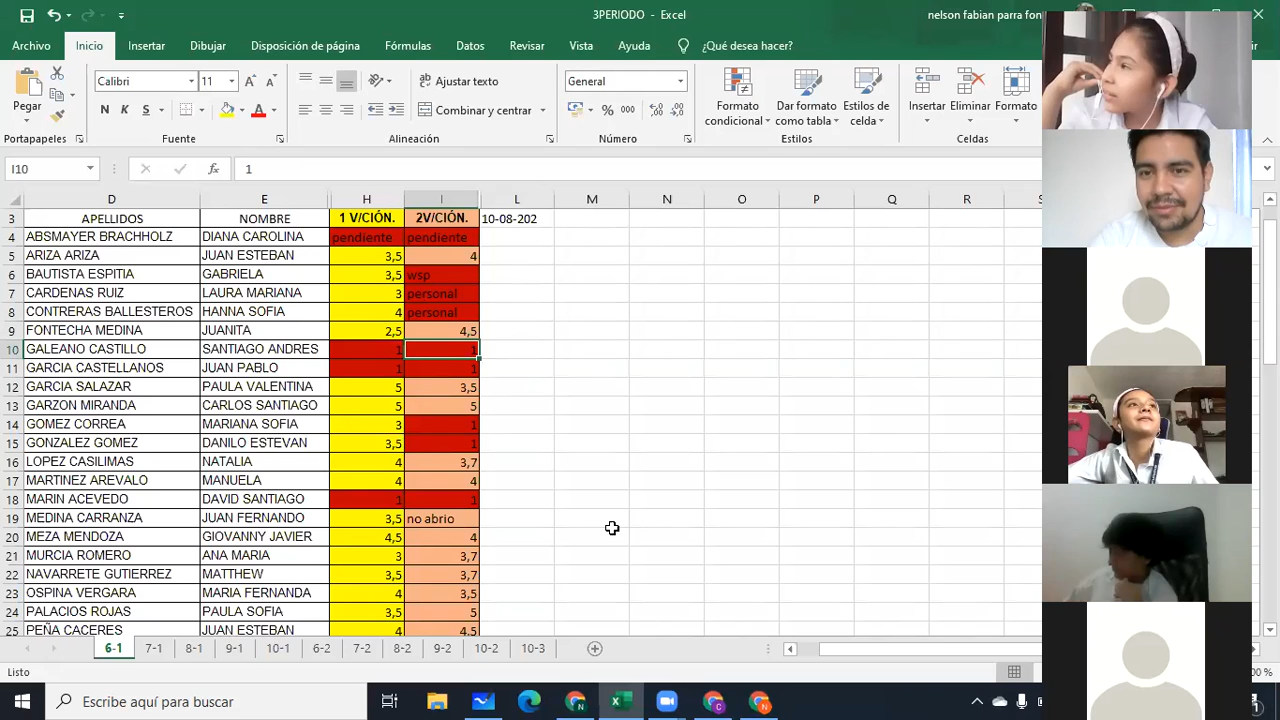 3PERIODO - Excel
nelson fabian parra fon
Archivo Inicio Insertar Dibujar Disposición de página Fórmulas Datos Revisar Vista Ayuda ¿Qué desea hacer?
Pegar
Calibri 11
N K S
Ajustar texto
Combinar y centrar
General
% 000
Formato condicional
Dar formato como tabla
Estilos de celda
Insertar Eliminar Formato
Portapapeles Fuente Alineación Número Estilos Celdas
I10 fx 1
D E H I L M N O P Q R S
3 APELLIDOS NOMBRE 1 V/CIÓN. 2V/CIÓN. 10-08-202
4 ABSMAYER BRACHHOLZ DIANA CAROLINA pendiente pendiente
5 ARIZA ARIZA JUAN ESTEBAN 3,5 4
6 BAUTISTA ESPITIA GABRIELA 3,5 wsp
7 CARDENAS RUIZ LAURA MARIANA 3 personal
8 CONTRERAS BALLESTEROS HANNA SOFIA 4 personal
9 FONTECHA MEDINA JUANITA 2,5 4,5
10 GALEANO CASTILLO SANTIAGO ANDRES 1 1
11 GARCIA CASTELLANOS JUAN PABLO 1 1
12 GARCIA SALAZAR PAULA VALENTINA 5 3,5
13 GARZON MIRANDA CARLOS SANTIAGO 5 5
14 GOMEZ CORREA MARIANA SOFIA 3 1
15 GONZALEZ GOMEZ DANILO ESTEVAN 3,5 1
16 LOPEZ CASILIMAS NATALIA 4 3,7
17 MARTINEZ AREVALO MANUELA 4 4
18 MARIN ACEVEDO DAVID SANTIAGO 1 1
19 MEDINA CARRANZA JUAN FERNANDO 3,5 no abrio
20 MEZA MENDOZA GIOVANNY JAVIER 4,5 4
21 MURCIA ROMERO ANA MARIA 3 3,7
22 NAVARRETE GUTIERREZ MATTHEW 3,5 3,7
23 OSPINA VERGARA MARIA FERNANDA 4 3,5
24 PALACIOS ROJAS PAULA SOFIA 3,5 5
25 PEÑA CACERES JUAN ESTEBAN 4 4,5
6-1 7-1 8-1 9-1 10-1 6-2 7-2 8-2 9-2 10-2 10-3
Listo
Escribe aquí para buscar